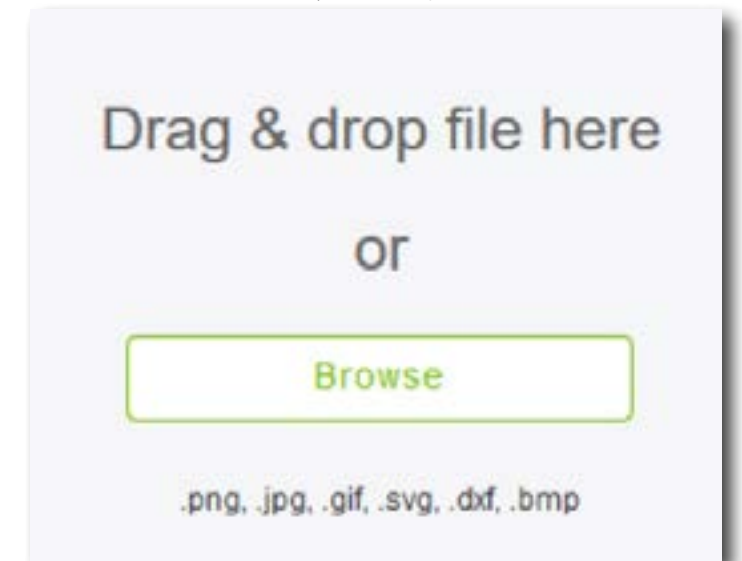 Drag & drop file here
or
Browse
.png, .jpg, .gif, .svg, .dxf, .bmp